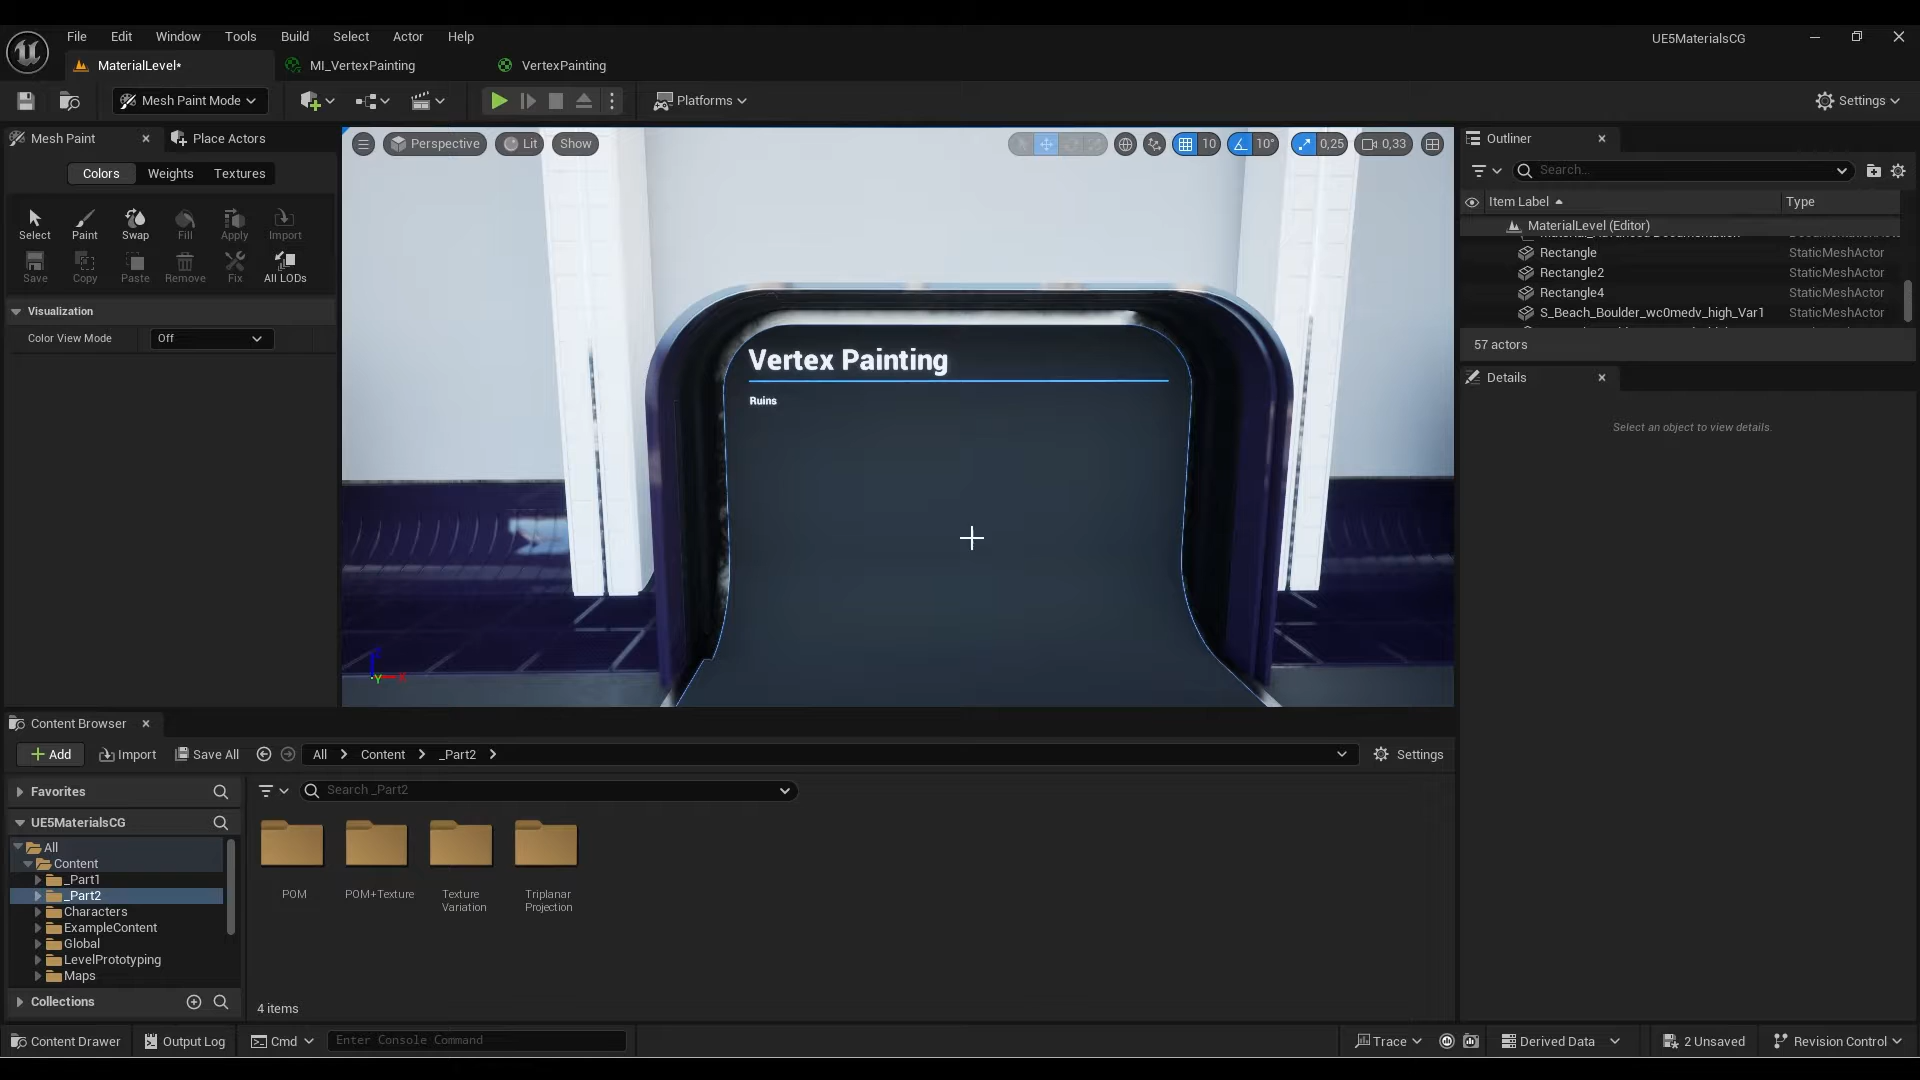 File Edit Window Tools Build Select Actor Help
UE5MaterialsCG
MaterialLevel* MI_VertexPainting VertexPainting
Mesh Paint Mode Platforms Settings
Mesh Paint Place Actors
Colors Weights Textures
Select Paint Swap Fill Apply Import
Save Copy Paste Remove Fix All LODs
Visualization
Color View Mode Off
Perspective Lit Show 10 10° 0,25 0,33
Vertex Painting
Ruins
Z
Y X
Outliner
Search...
Item Label Type
MaterialLevel (Editor)
Rectangle StaticMeshActor
Rectangle2 StaticMeshActor
Rectangle4 StaticMeshActor
S_Beach_Boulder_wc0medv_high_Var1 StaticMeshActor
57 actors
Details
Select an object to view details.
Content Browser
Add Import Save All All Content _Part2 Settings
Favorites
Search _Part2
UE5MaterialsCG
All
Content
_Part1
_Part2
Characters
ExampleContent
Global
LevelPrototyping
Maps
Collections
POM POM+Texture Texture Variation Triplanar Projection
4 items
Content Drawer Output Log Cmd Enter Console Command Trace Derived Data 2 Unsaved Revision Control